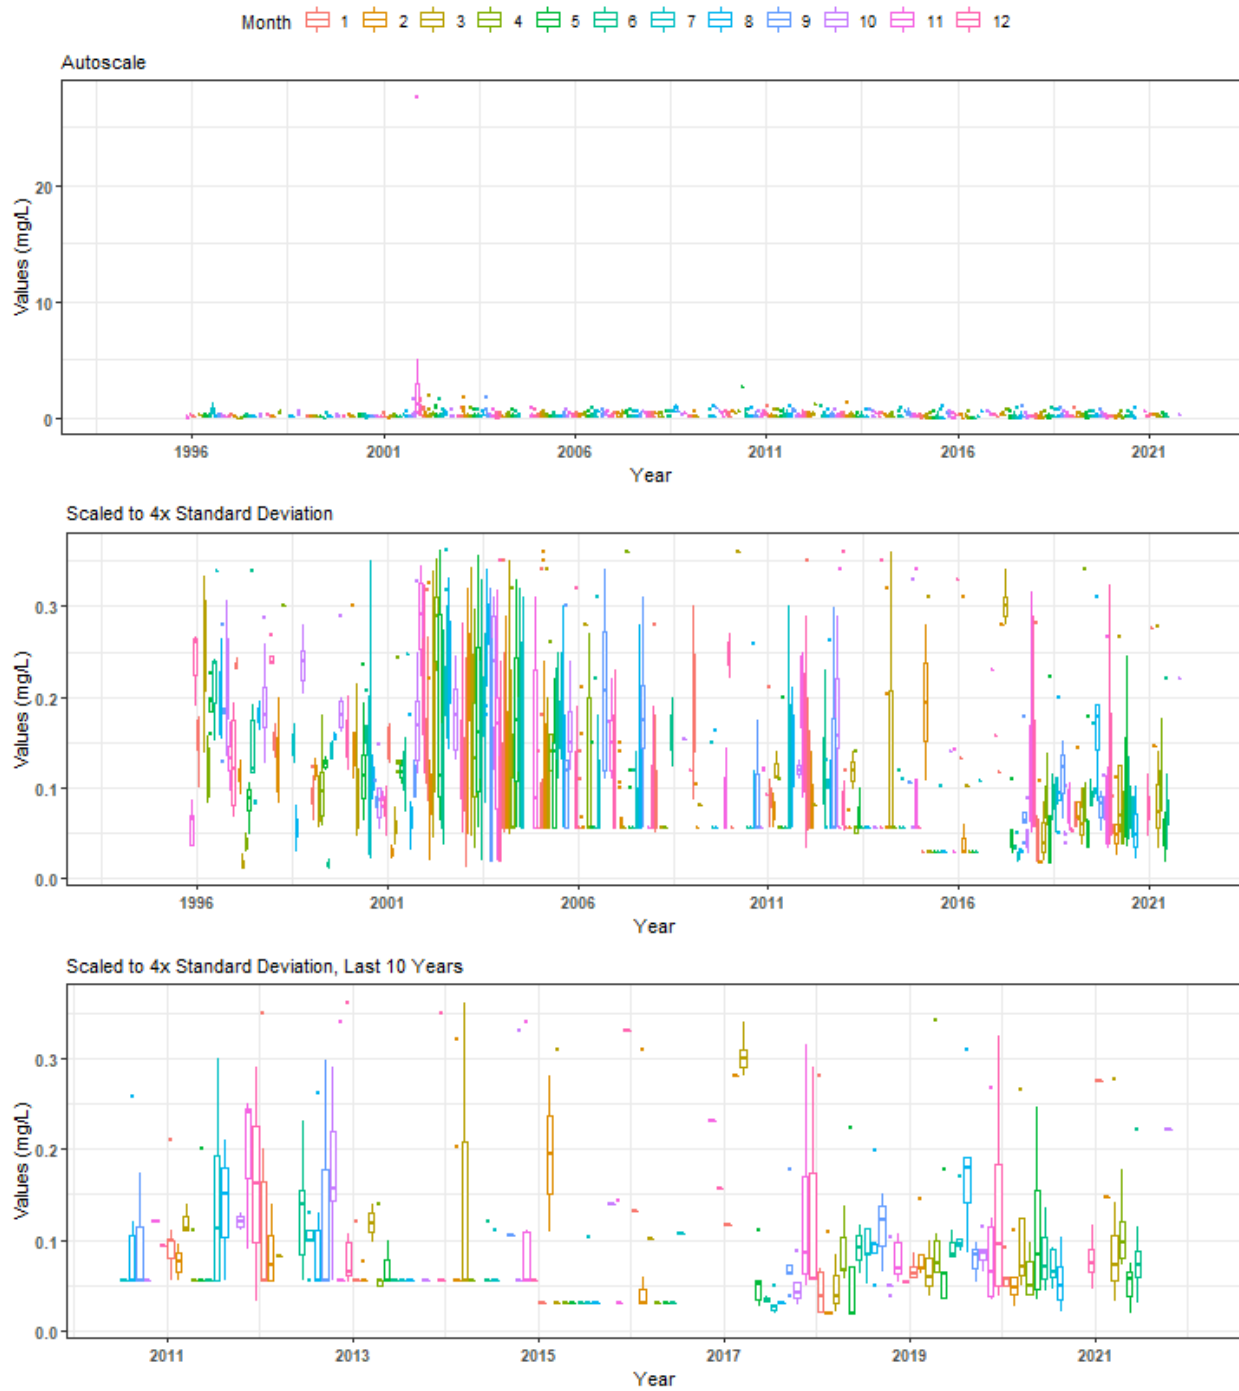 Month 1 2 3 4 5 6 7 8 9 10 11 12
Autoscale
Values (mg/L)
20
10
0
1996 2001 2006 2011 2016 2021
Year
Scaled to 4x Standard Deviation
Values (mg/L)
0.3
0.2
0.1
0.0
1996 2001 2006 2011 2016 2021
Year
Scaled to 4x Standard Deviation, Last 10 Years
Values (mg/L)
0.3
0.2
0.1
0.0
2011 2013 2015 2017 2019 2021
Year